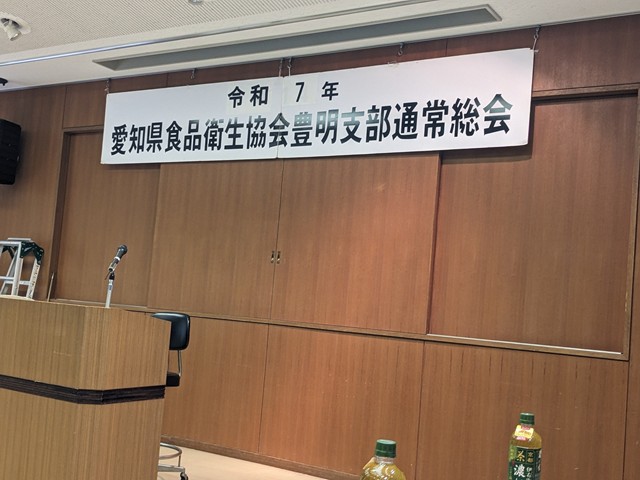 令和 7 年
愛知県食品衛生協会豊明支部通常総会
濃